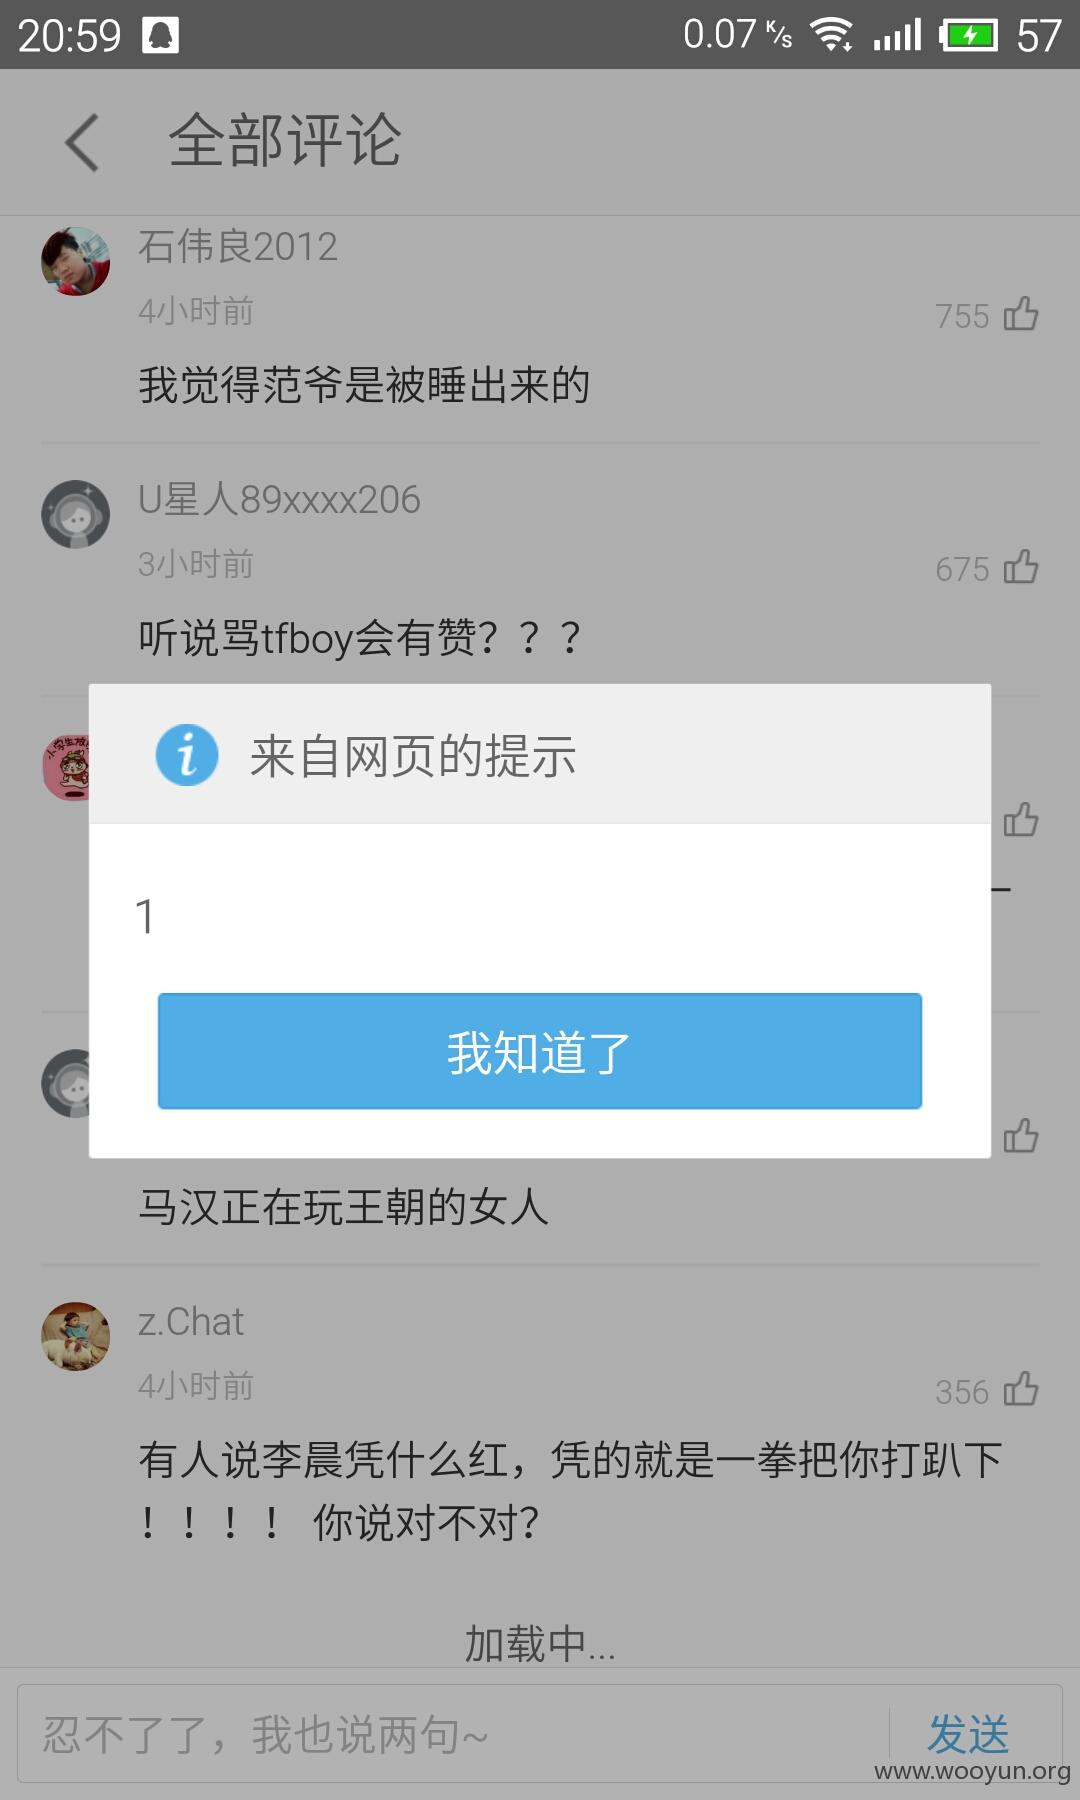 20:59 0.07 K/s 57
全部评论
石伟良2012
4小时前
755
我觉得范爷是被睡出来的
U星人89xxxx206
3小时前
675
听说骂tfboy会有赞？？？
来自网页的提示
1
我知道了
马汉正在玩王朝的女人
z.Chat
4小时前
356
有人说李晨凭什么红，凭的就是一拳把你打趴下
！！！！ 你说对不对？
加载中...
忍不了了，我也说两句~
发送
www.wooyun.org